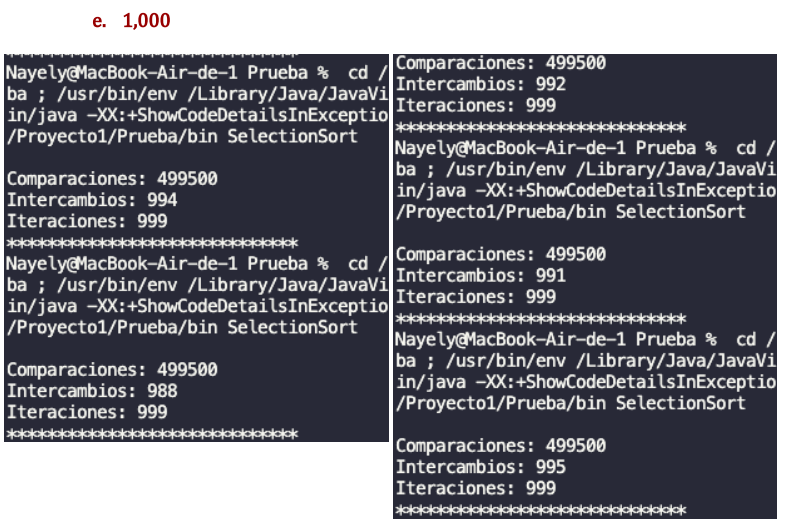 e. 1,000
******************************
Nayely@MacBook-Air-de-1 Prueba %  cd /
ba ; /usr/bin/env /Library/Java/JavaVi
in/java -XX:+ShowCodeDetailsInExceptio
/Proyecto1/Prueba/bin SelectionSort
Comparaciones: 499500
Intercambios: 994
Iteraciones: 999
******************************
Nayely@MacBook-Air-de-1 Prueba %  cd /
ba ; /usr/bin/env /Library/Java/JavaVi
in/java -XX:+ShowCodeDetailsInExceptio
/Proyecto1/Prueba/bin SelectionSort
Comparaciones: 499500
Intercambios: 988
Iteraciones: 999
******************************
Comparaciones: 499500
Intercambios: 992
Iteraciones: 999
******************************
Nayely@MacBook-Air-de-1 Prueba %  cd /
ba ; /usr/bin/env /Library/Java/JavaVi
in/java -XX:+ShowCodeDetailsInExceptio
/Proyecto1/Prueba/bin SelectionSort
Comparaciones: 499500
Intercambios: 991
Iteraciones: 999
******************************
Nayely@MacBook-Air-de-1 Prueba %  cd /
ba ; /usr/bin/env /Library/Java/JavaVi
in/java -XX:+ShowCodeDetailsInExceptio
/Proyecto1/Prueba/bin SelectionSort
Comparaciones: 499500
Intercambios: 995
Iteraciones: 999
******************************